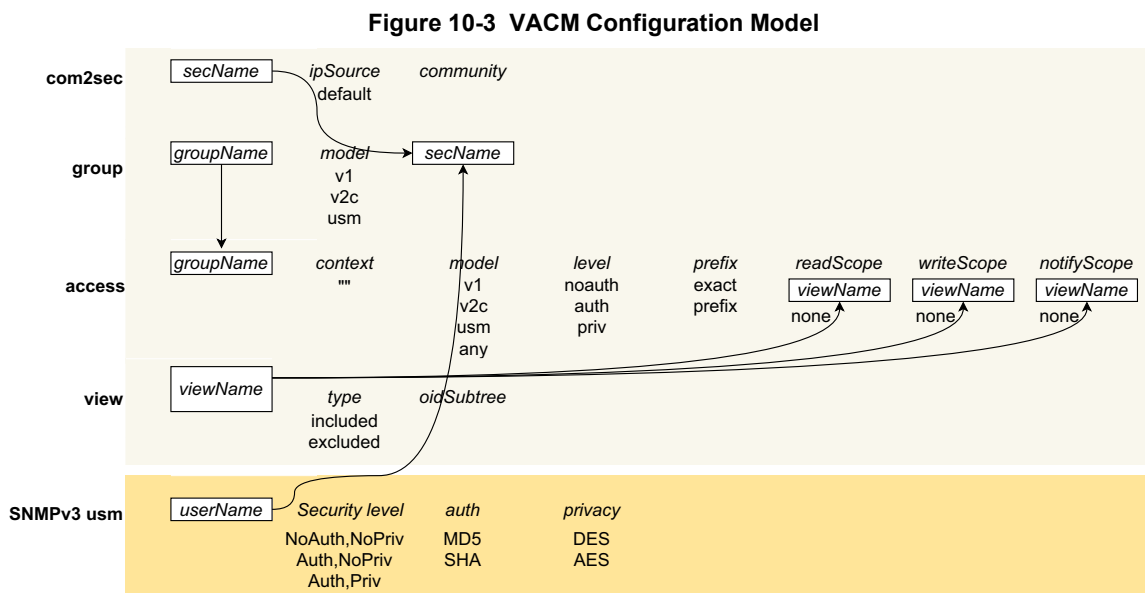 Figure 10-3 VACM Configuration Model
com2sec
secName ipSource community
default
group
groupName model secName
v1
v2c
usm
access
groupName context model level prefix readScope writeScope notifyScope
"" v1 noauth exact viewName viewName viewName
v2c auth prefix none none none
usm priv
any
view
viewName
type oidSubtree
included
excluded
SNMPv3 usm
userName Security level auth privacy
NoAuth,NoPriv MD5 DES
Auth,NoPriv SHA AES
Auth,Priv